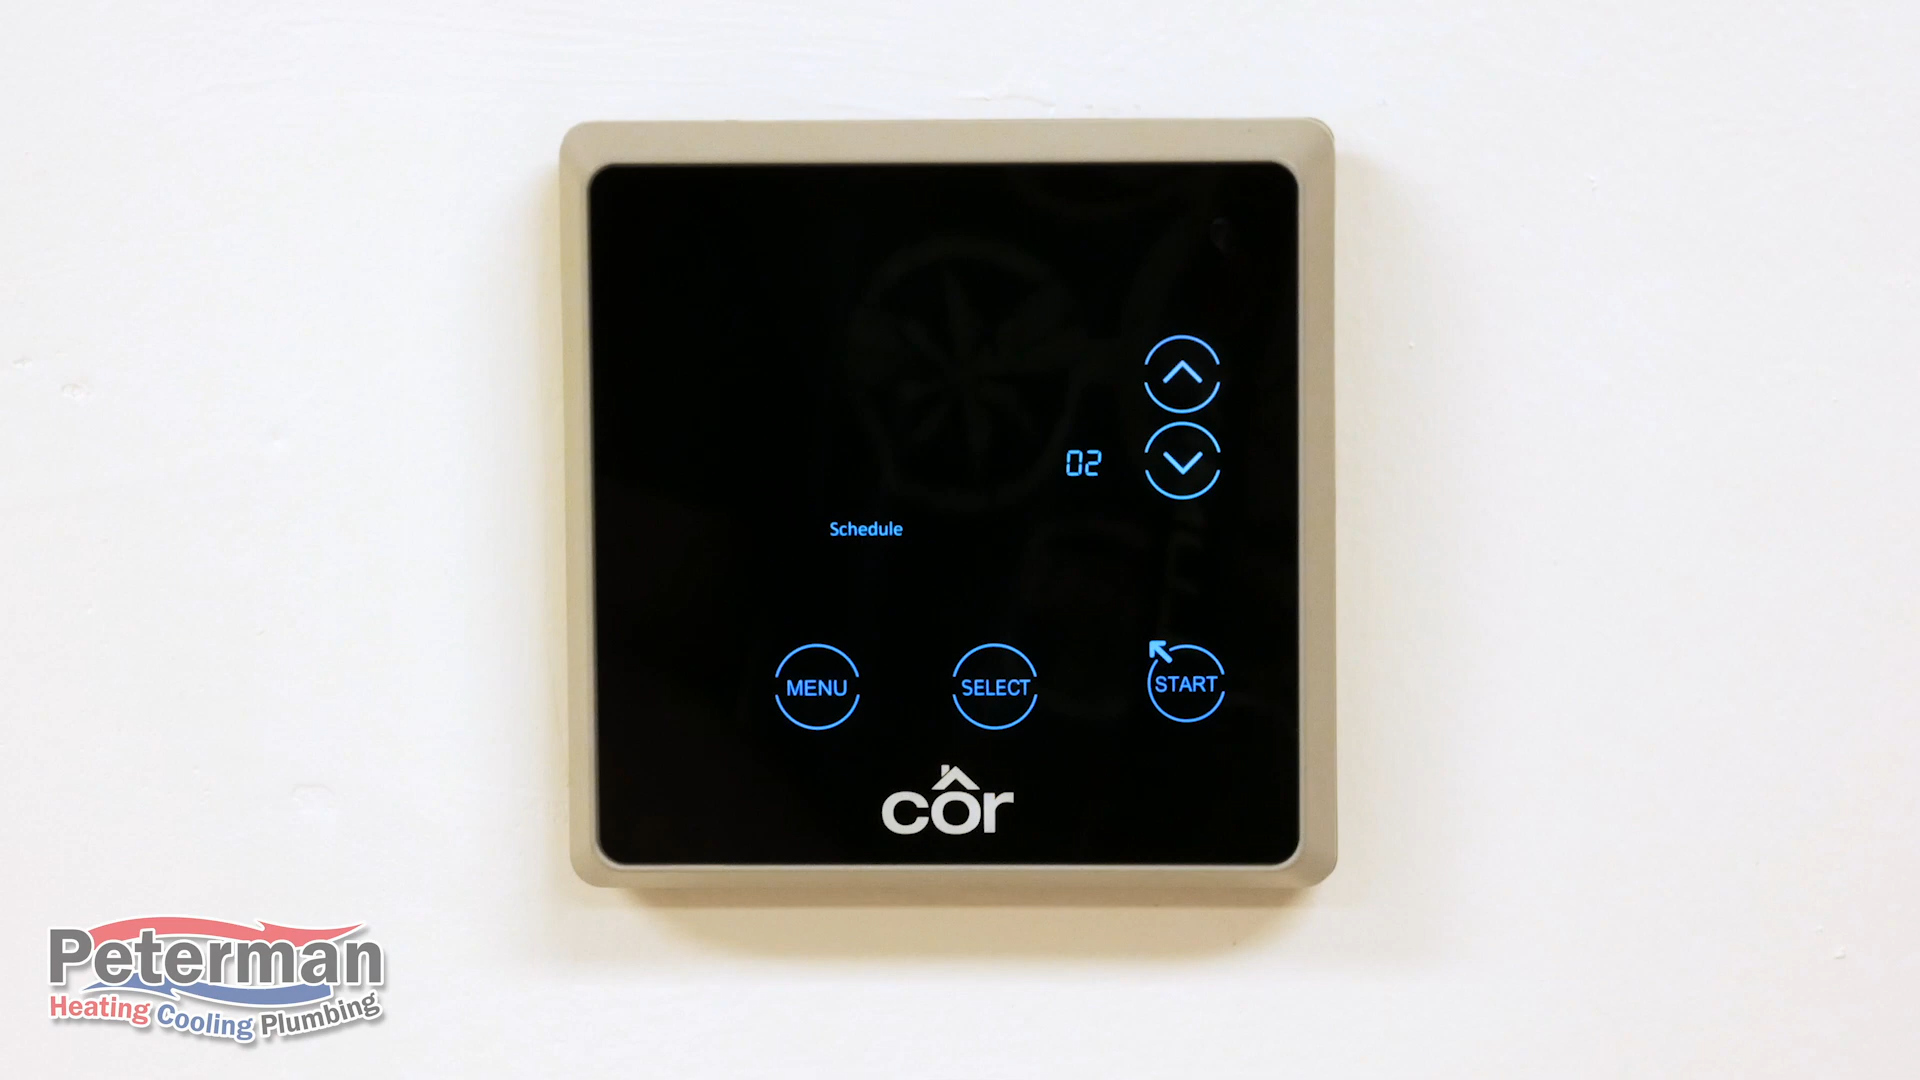 02
Schedule
MENU SELECT START
côr
Peterman
Heating Cooling Plumbing